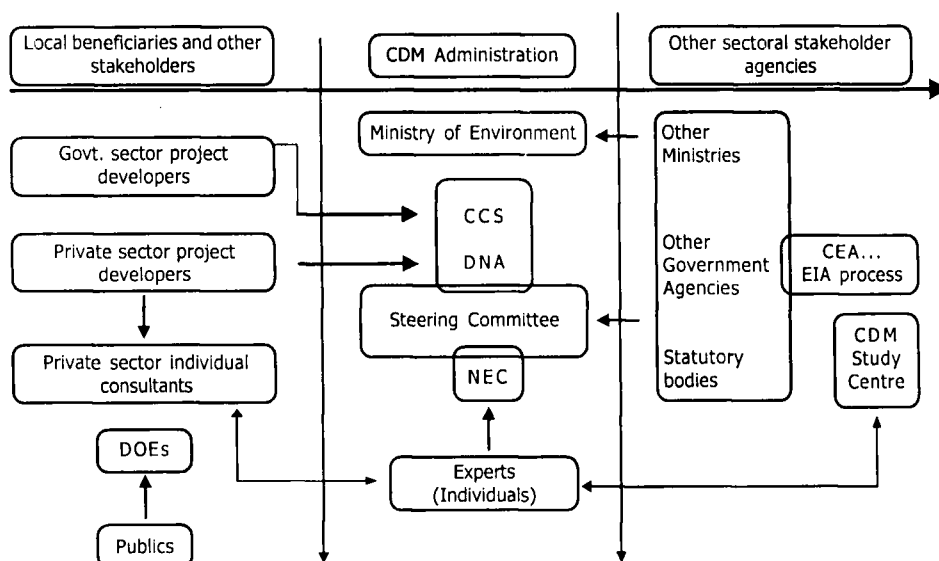 Local beneficiaries and other
stakeholders
CDM Administration
Other sectoral stakeholder
agencies
Govt. sector project
developers
Private sector project
developers
Private sector individual
consultants
DOEs
Publics
Ministry of Environment
CCS
DNA
Steering Committee
NEC
Experts
(Individuals)
Other
Ministries
Other
Government
Agencies
Statutory
bodies
CEA...
EIA process
CDM
Study
Centre